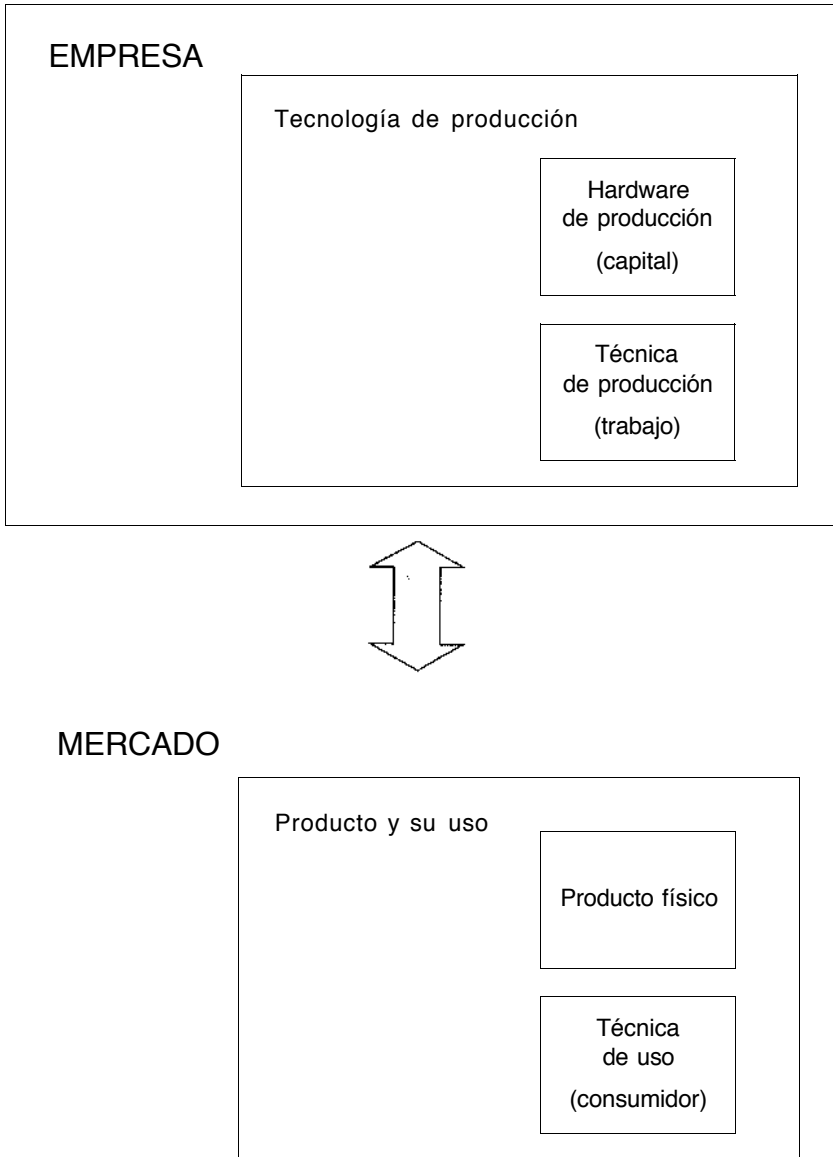 EMPRESA
Tecnología de producción
Hardware
de producción
(capital)
Técnica
de producción
(trabajo)
MERCADO
Producto y su uso
Producto físico
Técnica
de uso
(consumidor)